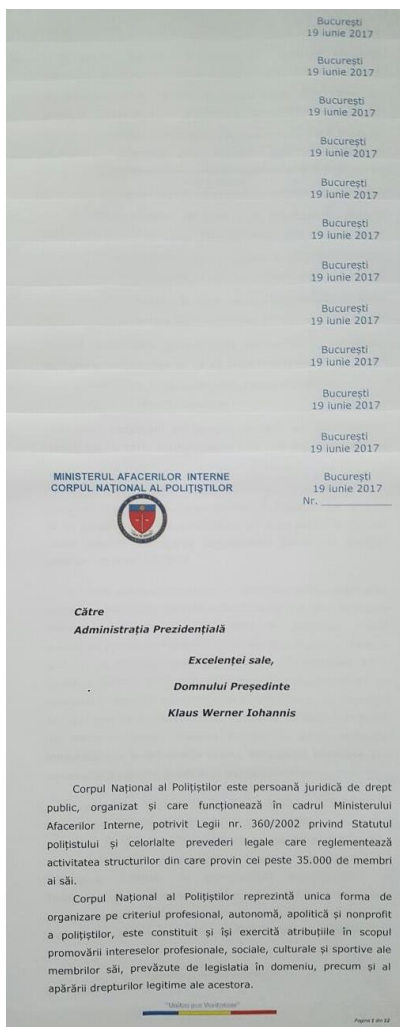 București
19 iunie 2017
București
19 iunie 2017
București
19 iunie 2017
București
19 iunie 2017
București
19 iunie 2017
București
19 iunie 2017
București
19 iunie 2017
București
19 iunie 2017
București
19 iunie 2017
București
19 iunie 2017
București
19 iunie 2017
MINISTERUL AFACERILOR INTERNE
CORPUL NAȚIONAL AL POLIȚIȘTILOR
București
19 iunie 2017
Nr. ______________
Către
Administrația Prezidențială
Excelenței sale,
Domnului Președinte
Klaus Werner Iohannis
Corpul Național al Polițiștilor este persoană juridică de drept
public, organizat și care funcționează în cadrul Ministerului
Afacerilor Interne, potrivit Legii nr. 360/2002 privind Statutul
polițistului și celorlalte prevederi legale care reglementează
activitatea structurilor din care provin cei peste 35.000 de membri
ai săi.
Corpul Național al Polițiștilor reprezintă unica formă de
organizare pe criteriul profesional, autonomă, apolitică și nonprofit
a polițiștilor, este constituit și își exercită atribuțiile în scopul
promovării intereselor profesionale, sociale, culturale și sportive ale
membrilor săi, prevăzute de legislatia în domeniu, precum și al
apărării drepturilor legitime ale acestora.
Pagina 1 din 12